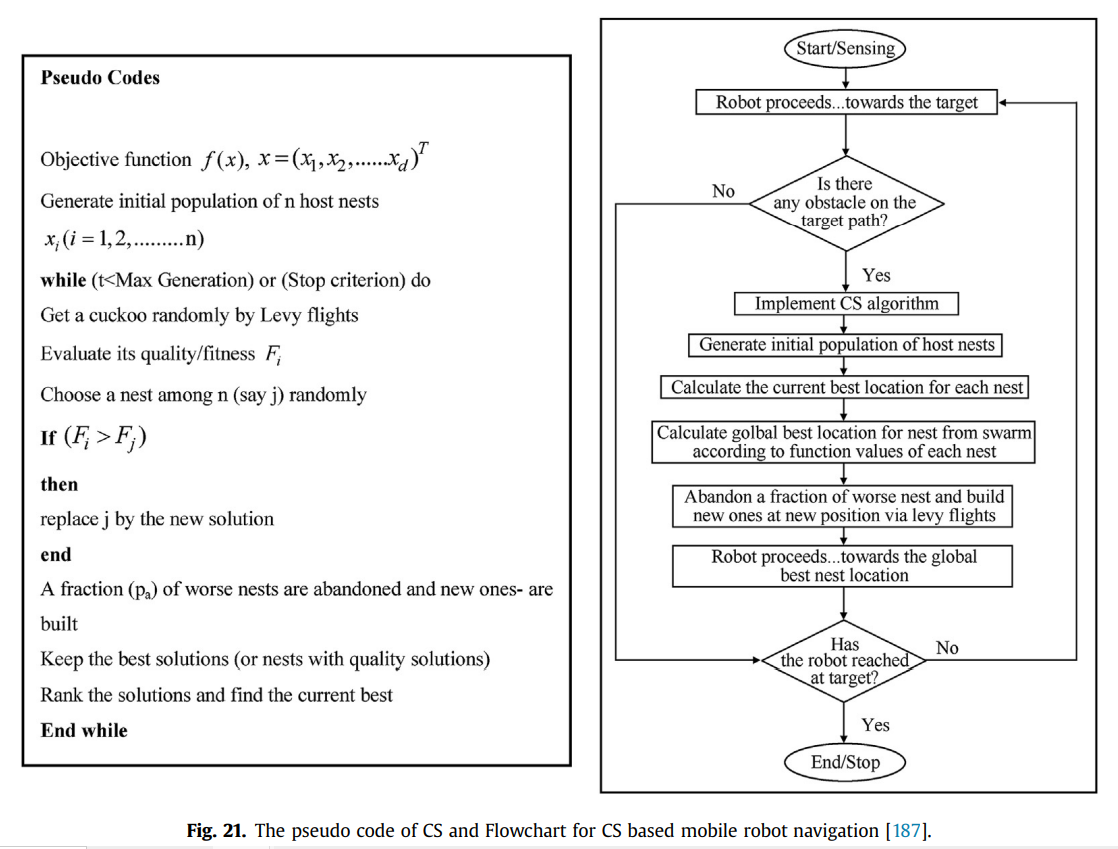 Pseudo Codes
Objective function f(x), x=(x₁,x₂,......x_d)ᵀ
Generate initial population of n host nests
xᵢ(i = 1,2,.........n)
while (t<Max Generation) or (Stop criterion) do
Get a cuckoo randomly by Levy flights
Evaluate its quality/fitness Fᵢ
Choose a nest among n (say j) randomly
If (Fᵢ >Fⱼ)
then
replace j by the new solution
end
A fraction (pₐ) of worse nests are abandoned and new ones- are
built
Keep the best solutions (or nests with quality solutions)
Rank the solutions and find the current best
End while
Start/Sensing
Robot proceeds...towards the target
Is there
any obstacle on the
target path?
No
Yes
Implement CS algorithm
Generate initial population of host nests
Calculate the current best location for each nest
Calculate golbal best location for nest from swarm
according to function values of each nest
Abandon a fraction of worse nest and build
new ones at new position via levy flights
Robot proceeds...towards the global
best nest location
Has
the robot reached
at target?
No
Yes
End/Stop
Fig. 21. The pseudo code of CS and Flowchart for CS based mobile robot navigation [187].